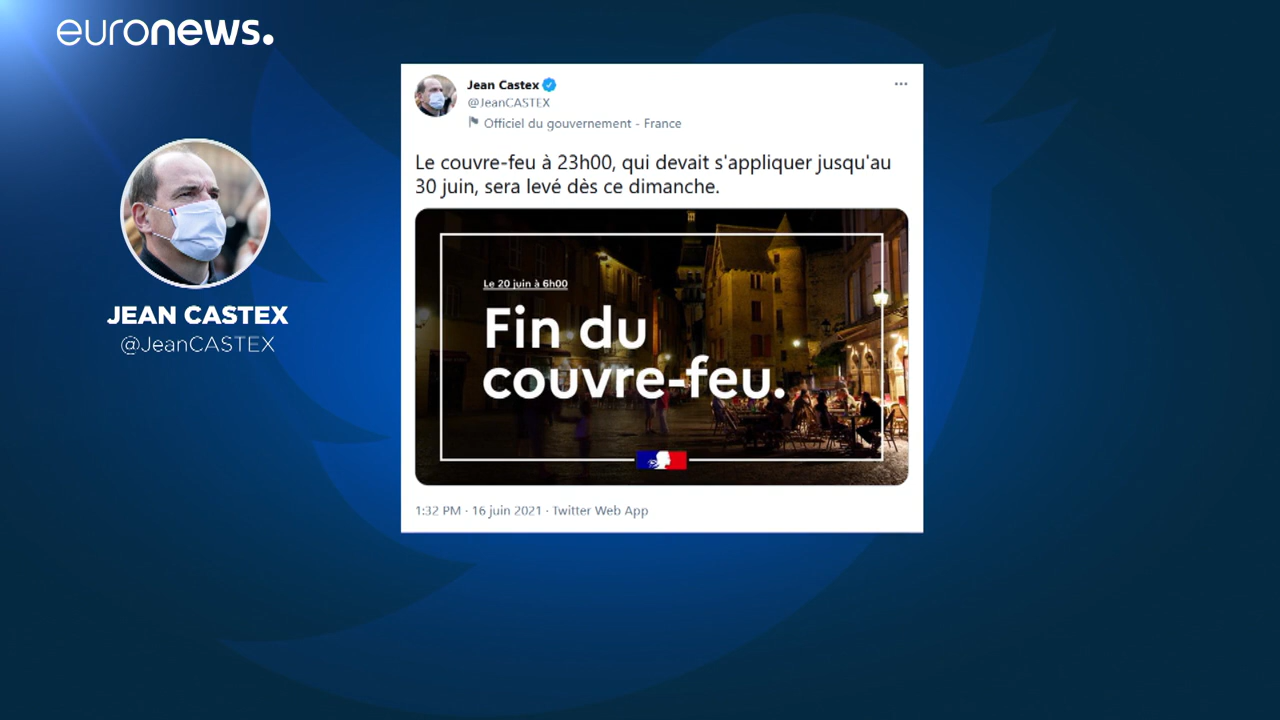 euronews.
JEAN CASTEX
@JeanCASTEX
Jean Castex
@JeanCASTEX
Officiel du gouvernement - France
Le couvre-feu à 23h00, qui devait s'appliquer jusqu'au
30 juin, sera levé dès ce dimanche.
Le 20 juin à 6h00
Fin du
couvre-feu.
1:32 PM · 16 juin 2021 · Twitter Web App